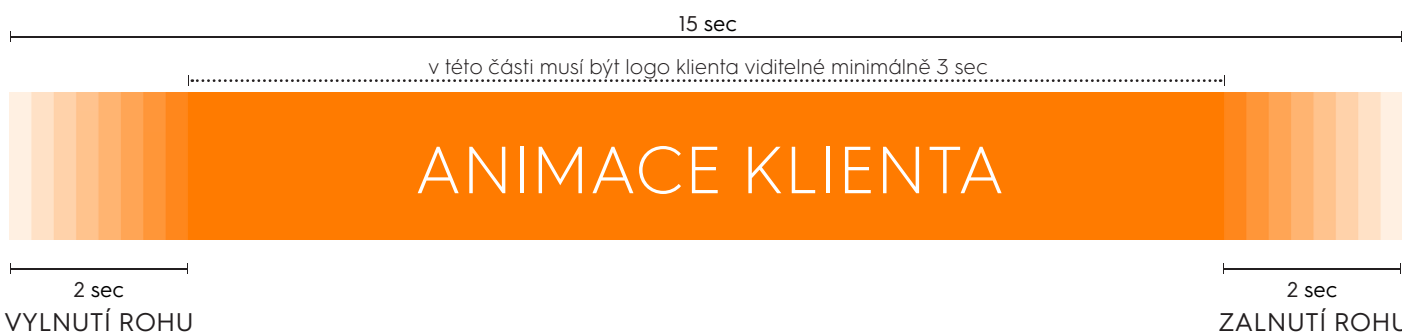 15 sec
v této části musí být logo klienta viditelné minimálně 3 sec
ANIMACE KLIENTA
2 sec
VYLNUTÍ ROHU
2 sec
ZALNUTÍ ROHU